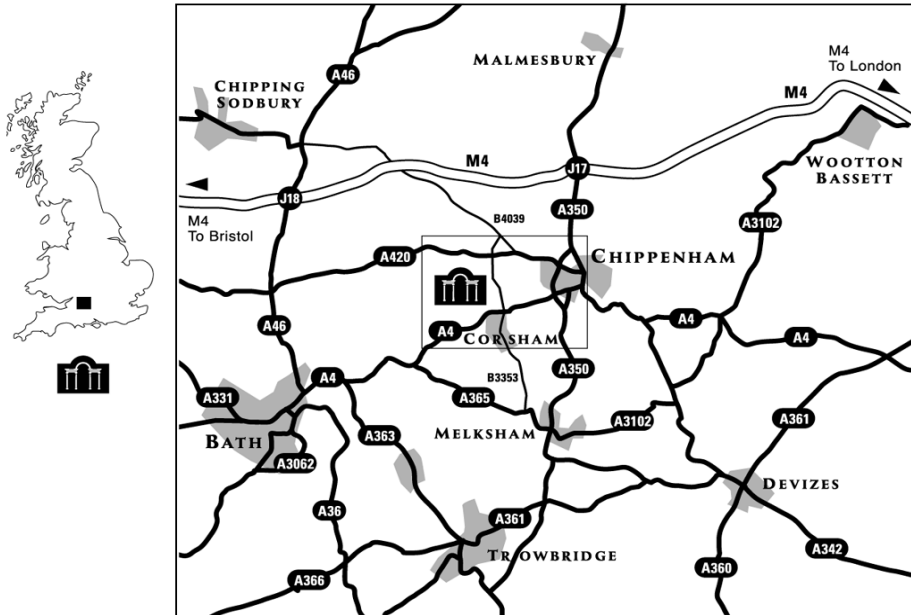 M4
To London
MALMESBURY
A46
CHIPPING
SODBURY
M4
WOOTTON
BASSETT
M4
J17
J18
A350
M4
To Bristol
B4039
A3102
A420
CHIPPENHAM
A46
A4
A4
A4
CORSHAM
A350
B3353
A4
A331
A365
A361
BATH
A363
MELKSHAM
A3102
A3062
DEVIZES
A36
A361
A342
TROWBRIDGE
A360
A366